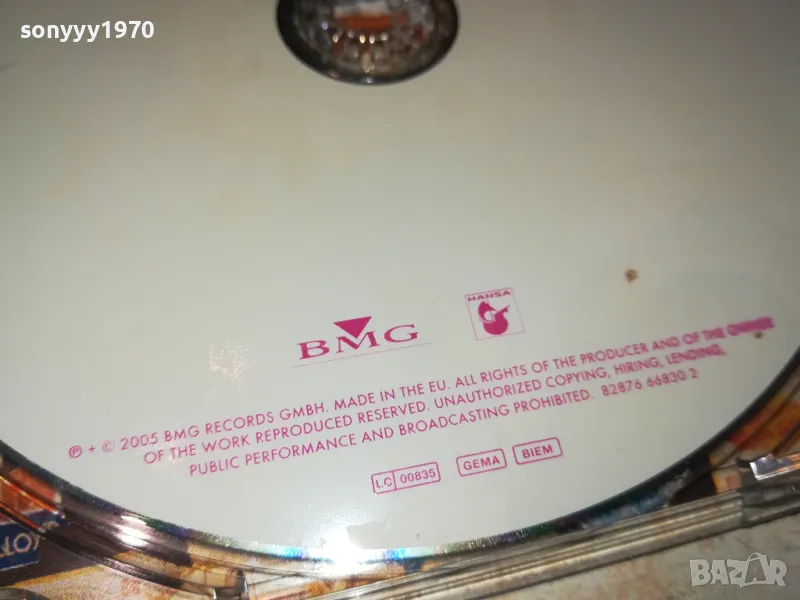 sonyyy1970
BMG
HANSA
℗ + © 2005 BMG RECORDS GMBH. MADE IN THE EU. ALL RIGHTS OF THE PRODUCER AND OF THE OWNER
OF THE WORK REPRODUCED RESERVED. UNAUTHORIZED COPYING, HIRING, LENDING,
PUBLIC PERFORMANCE AND BROADCASTING PROHIBITED. 82876 66830 2
LC 00835
GEMA
BIEM
BAZAR